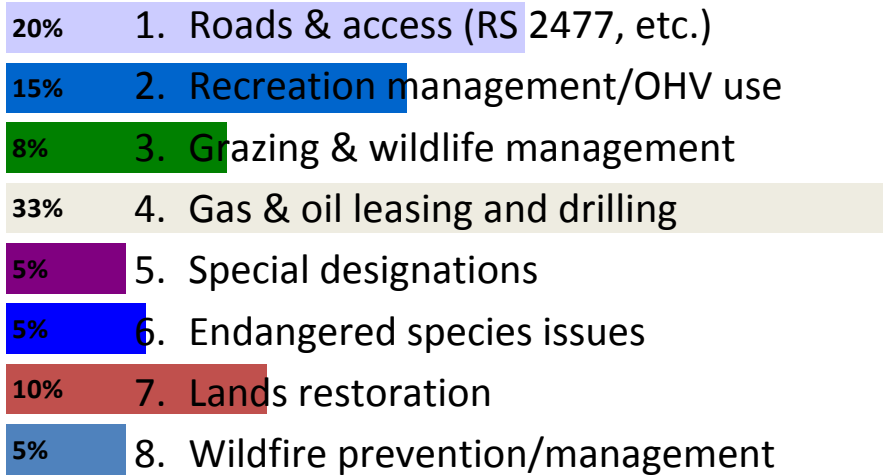 20% 1. Roads & access (RS 2477, etc.)
15% 2. Recreation management/OHV use
8% 3. Grazing & wildlife management
33% 4. Gas & oil leasing and drilling
5% 5. Special designations
5% 6. Endangered species issues
10% 7. Lands restoration
5% 8. Wildfire prevention/management